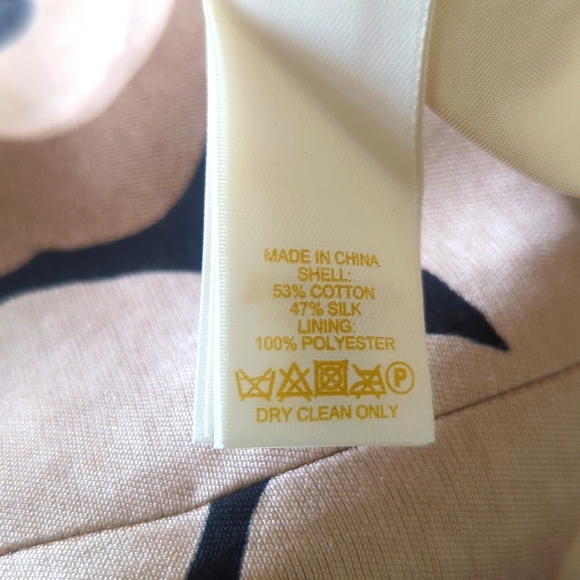 MADE IN CHINA
SHELL:
53% COTTON
47% SILK
LINING:
100% POLYESTER
P
DRY CLEAN ONLY